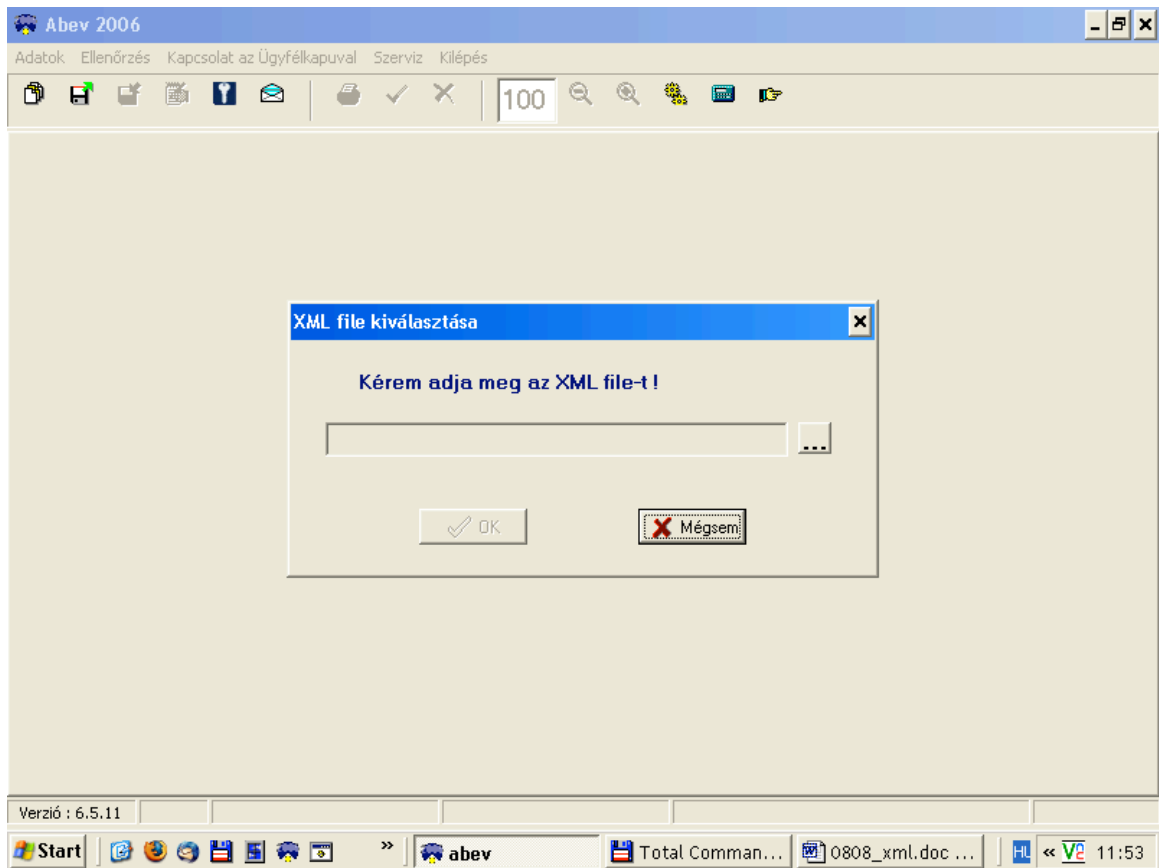 Abev 2006
Adatok Ellenőrzés Kapcsolat az Ügyfélkapuval Szerviz Kilépés
100
XML file kiválasztása
Kérem adja meg az XML file-t !
...
OK Mégsem
Verzió : 6.5.11
Start » abev Total Comman... 0808_xml.doc ... HU « 11:53